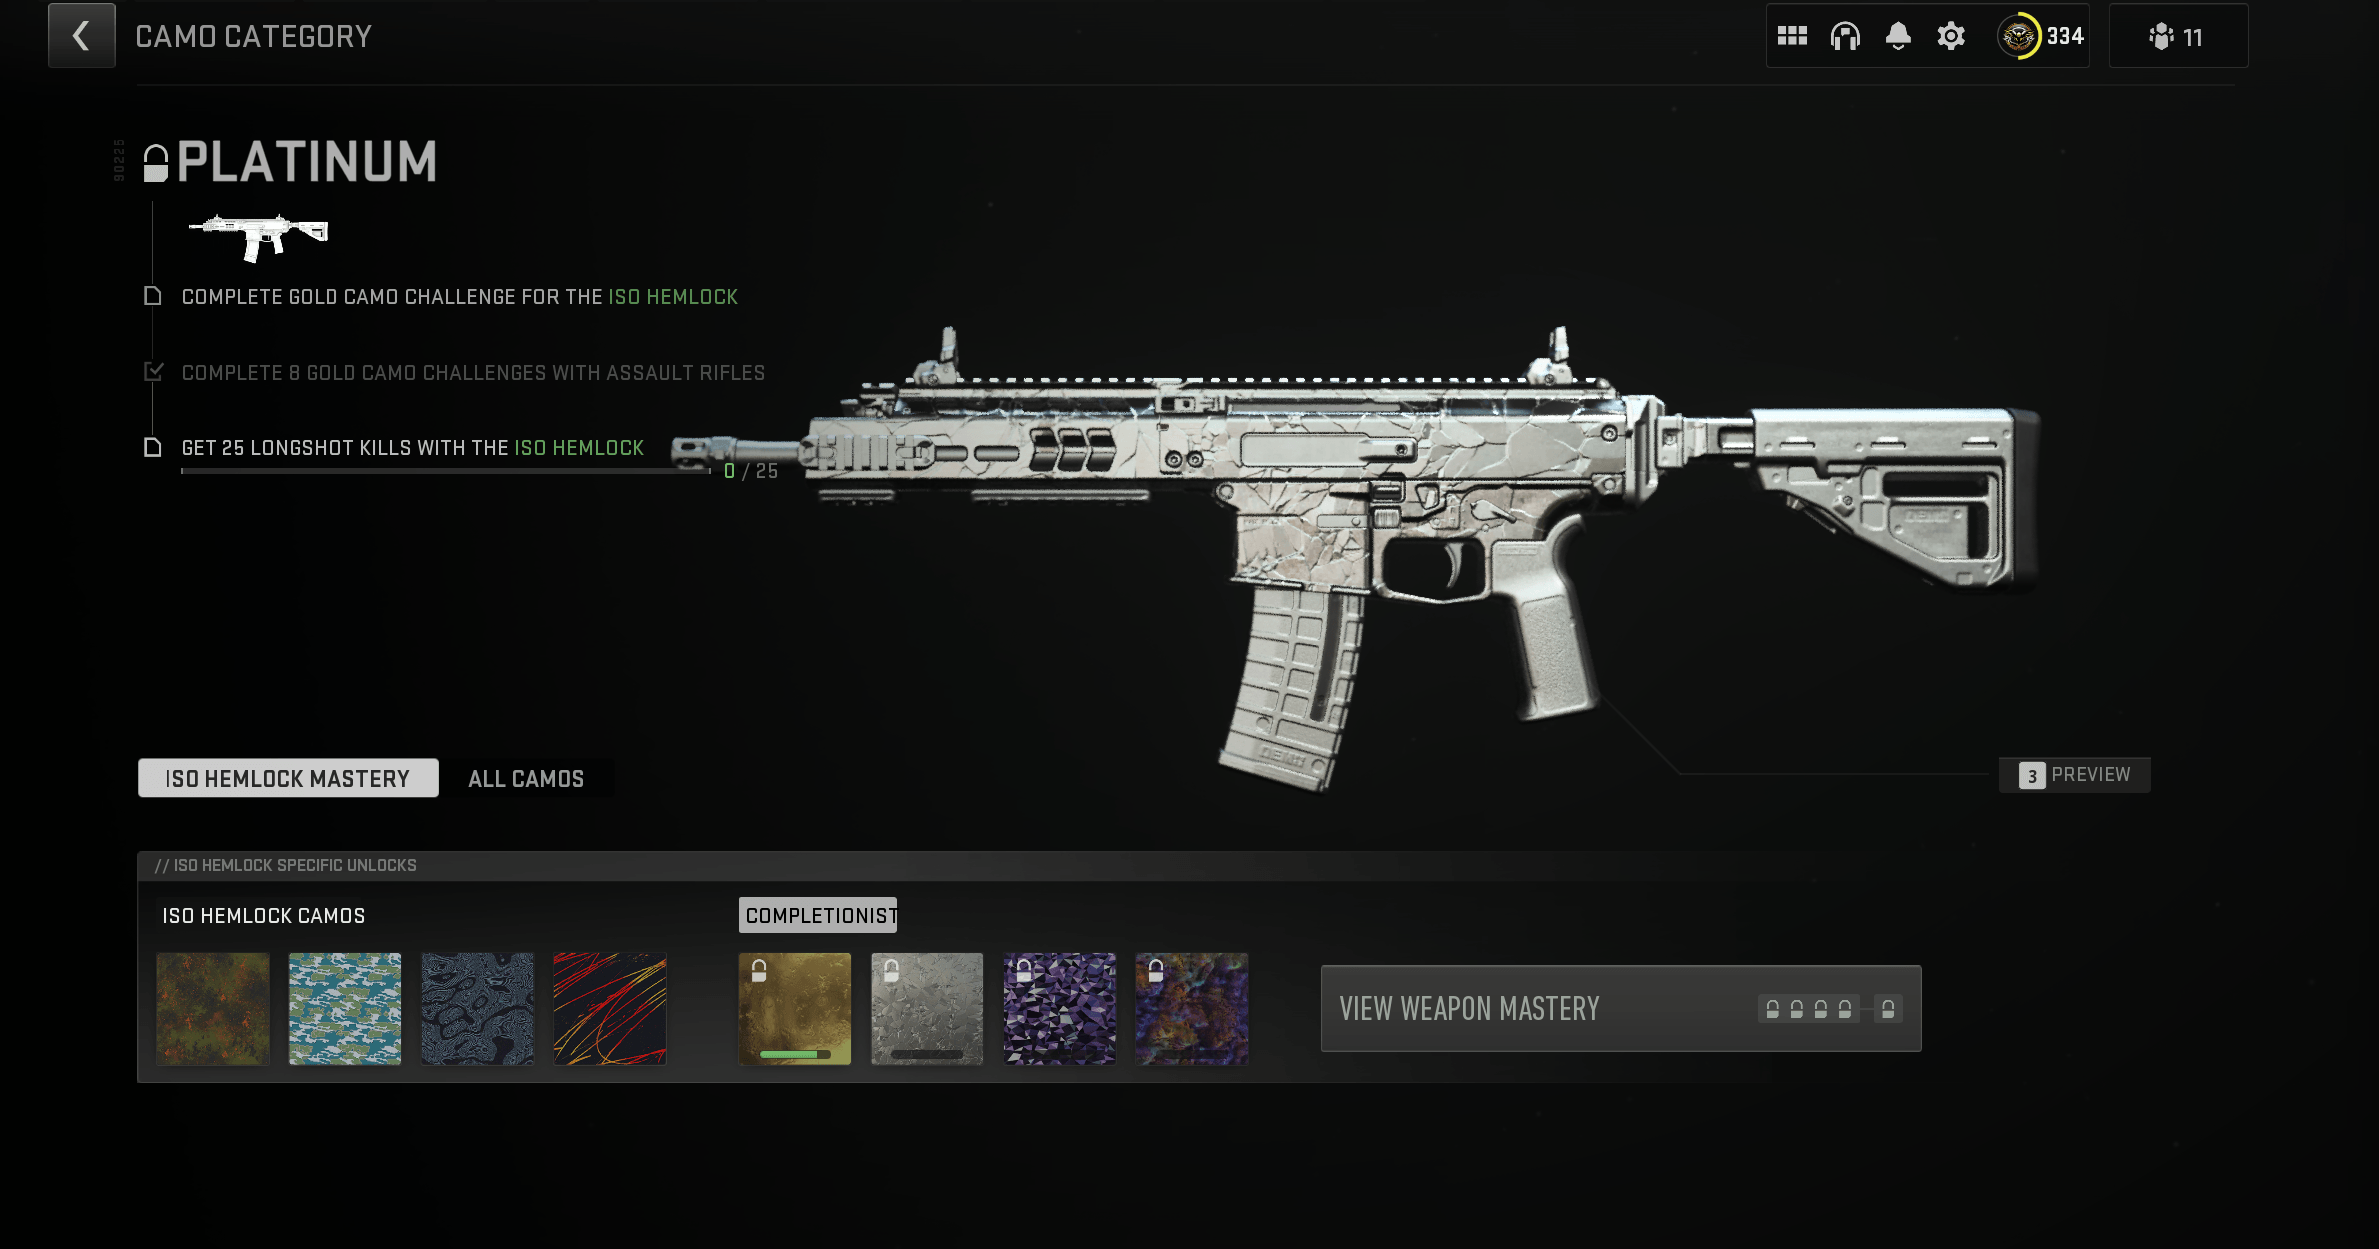 CAMO CATEGORY
334
11
90225
PLATINUM
COMPLETE GOLD CAMO CHALLENGE FOR THE ISO HEMLOCK
COMPLETE 8 GOLD CAMO CHALLENGES WITH ASSAULT RIFLES
GET 25 LONGSHOT KILLS WITH THE ISO HEMLOCK
0 / 25
ISO HEMLOCK MASTERY
ALL CAMOS
3 PREVIEW
// ISO HEMLOCK SPECIFIC UNLOCKS
ISO HEMLOCK CAMOS
COMPLETIONIST
VIEW WEAPON MASTERY